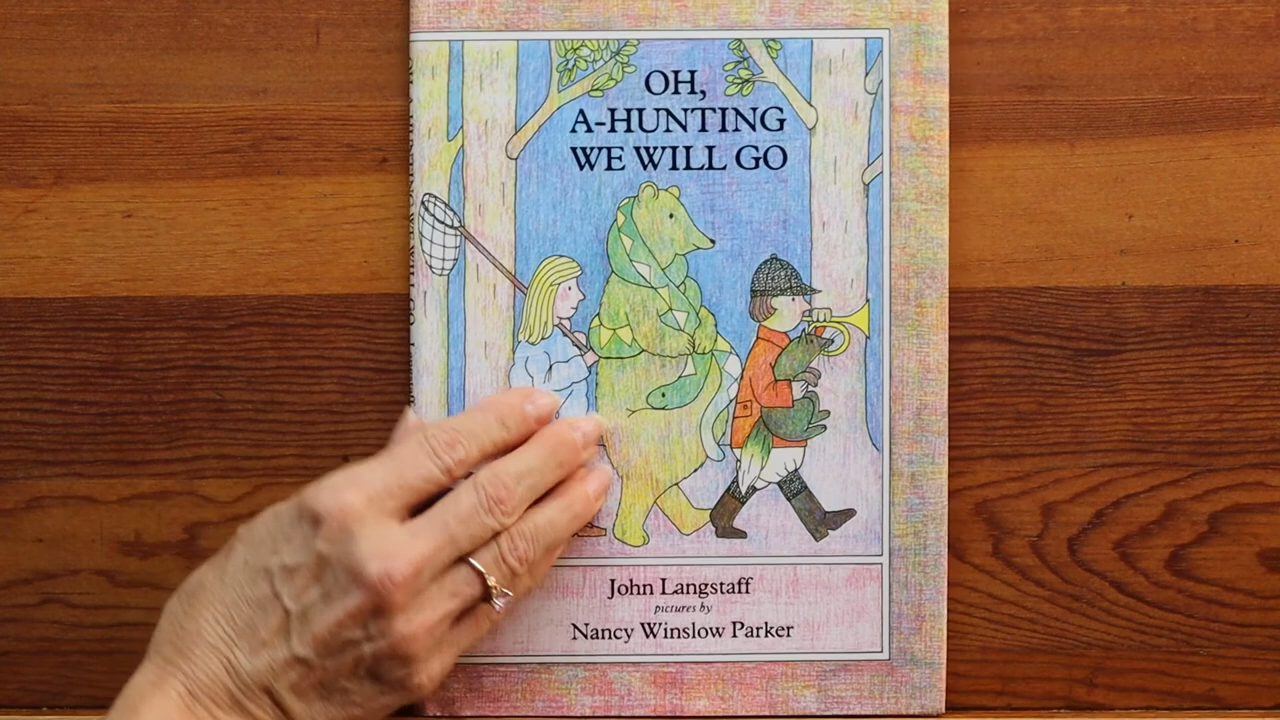 OH,
A-HUNTING
WE WILL GO
John Langstaff
pictures by
Nancy Winslow Parker